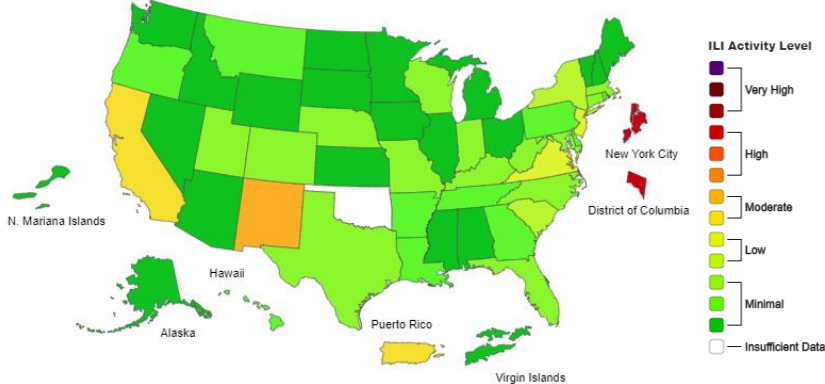 ILI Activity Level
Very High
High
New York City
N. Mariana Islands
District of Columbia
Moderate
Low
Hawaii
Minimal
Alaska
Puerto Rico
Insufficient Data
Virgin Islands